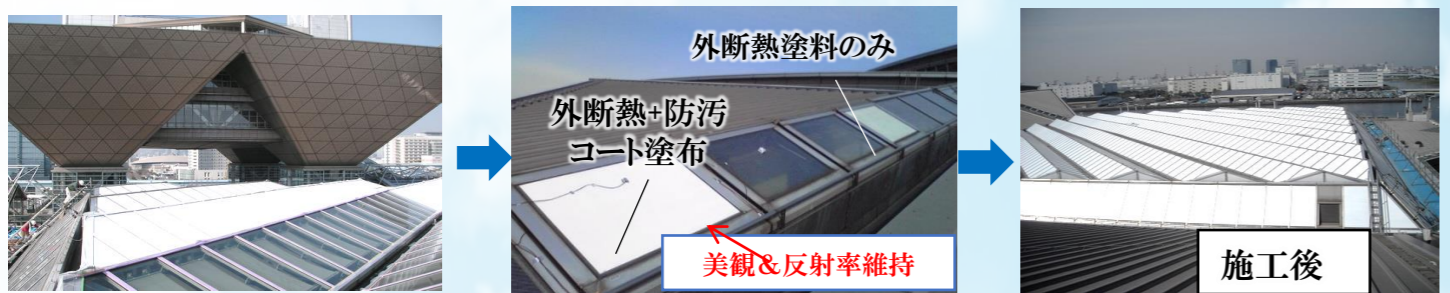 外断熱塗料のみ
外断熱+防汚
コート塗布
美観&反射率維持
施工後